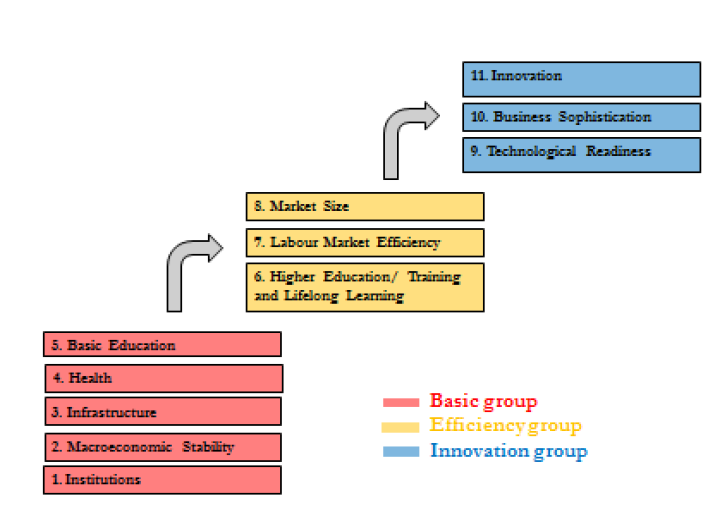 11. Innovation
10. Business Sophistication
9. Technological Readiness
8. Market Size
7. Labour Market Efficiency
6. Higher Education/ Training
and Lifelong Learning
5. Basic Education
4. Health
3. Infrastructure
2. Macroeconomic Stability
1. Institutions
Basic group
Efficiency group
Innovation group